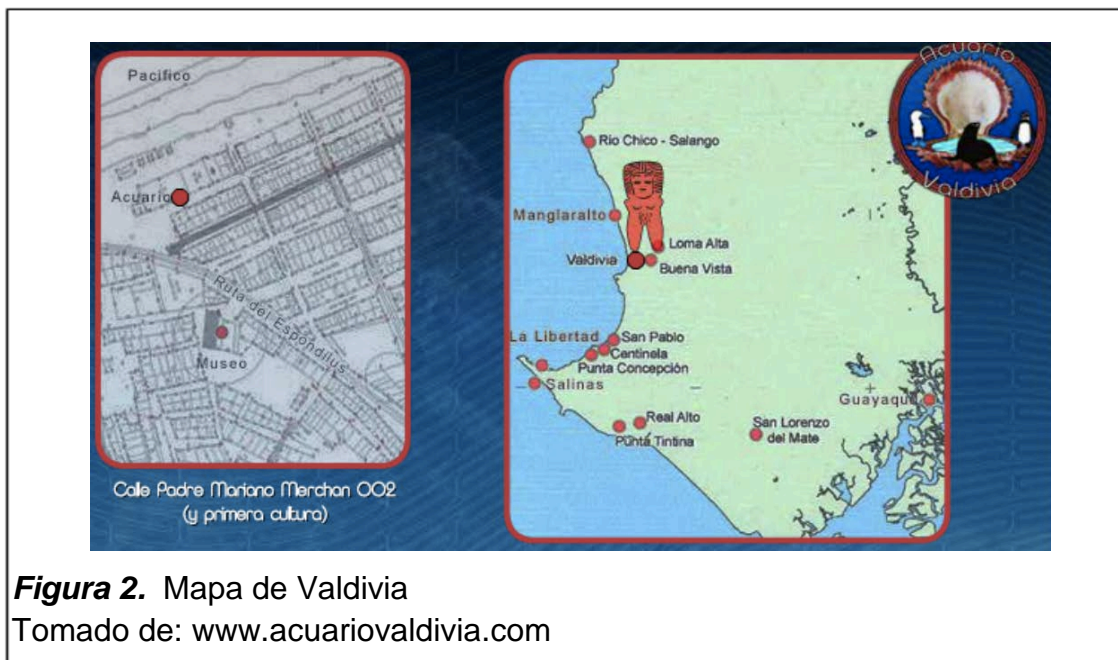 Pacifico
Acuario
Ruta del Espondilus
Museo
Calle Padre Mariano Merchan 002
(y primera cultura)
Rio Chico - Salango
Manglaralto
Loma Alta
Valdivia
Buena Vista
La Libertad
San Pablo
Centinela
Punta Concepción
Salinas
Guayaquil
Real Alto
San Lorenzo
del Mate
Punta Tintina
Acuario
Valdivia
Figura 2. Mapa de Valdivia
Tomado de: www.acuariovaldivia.com